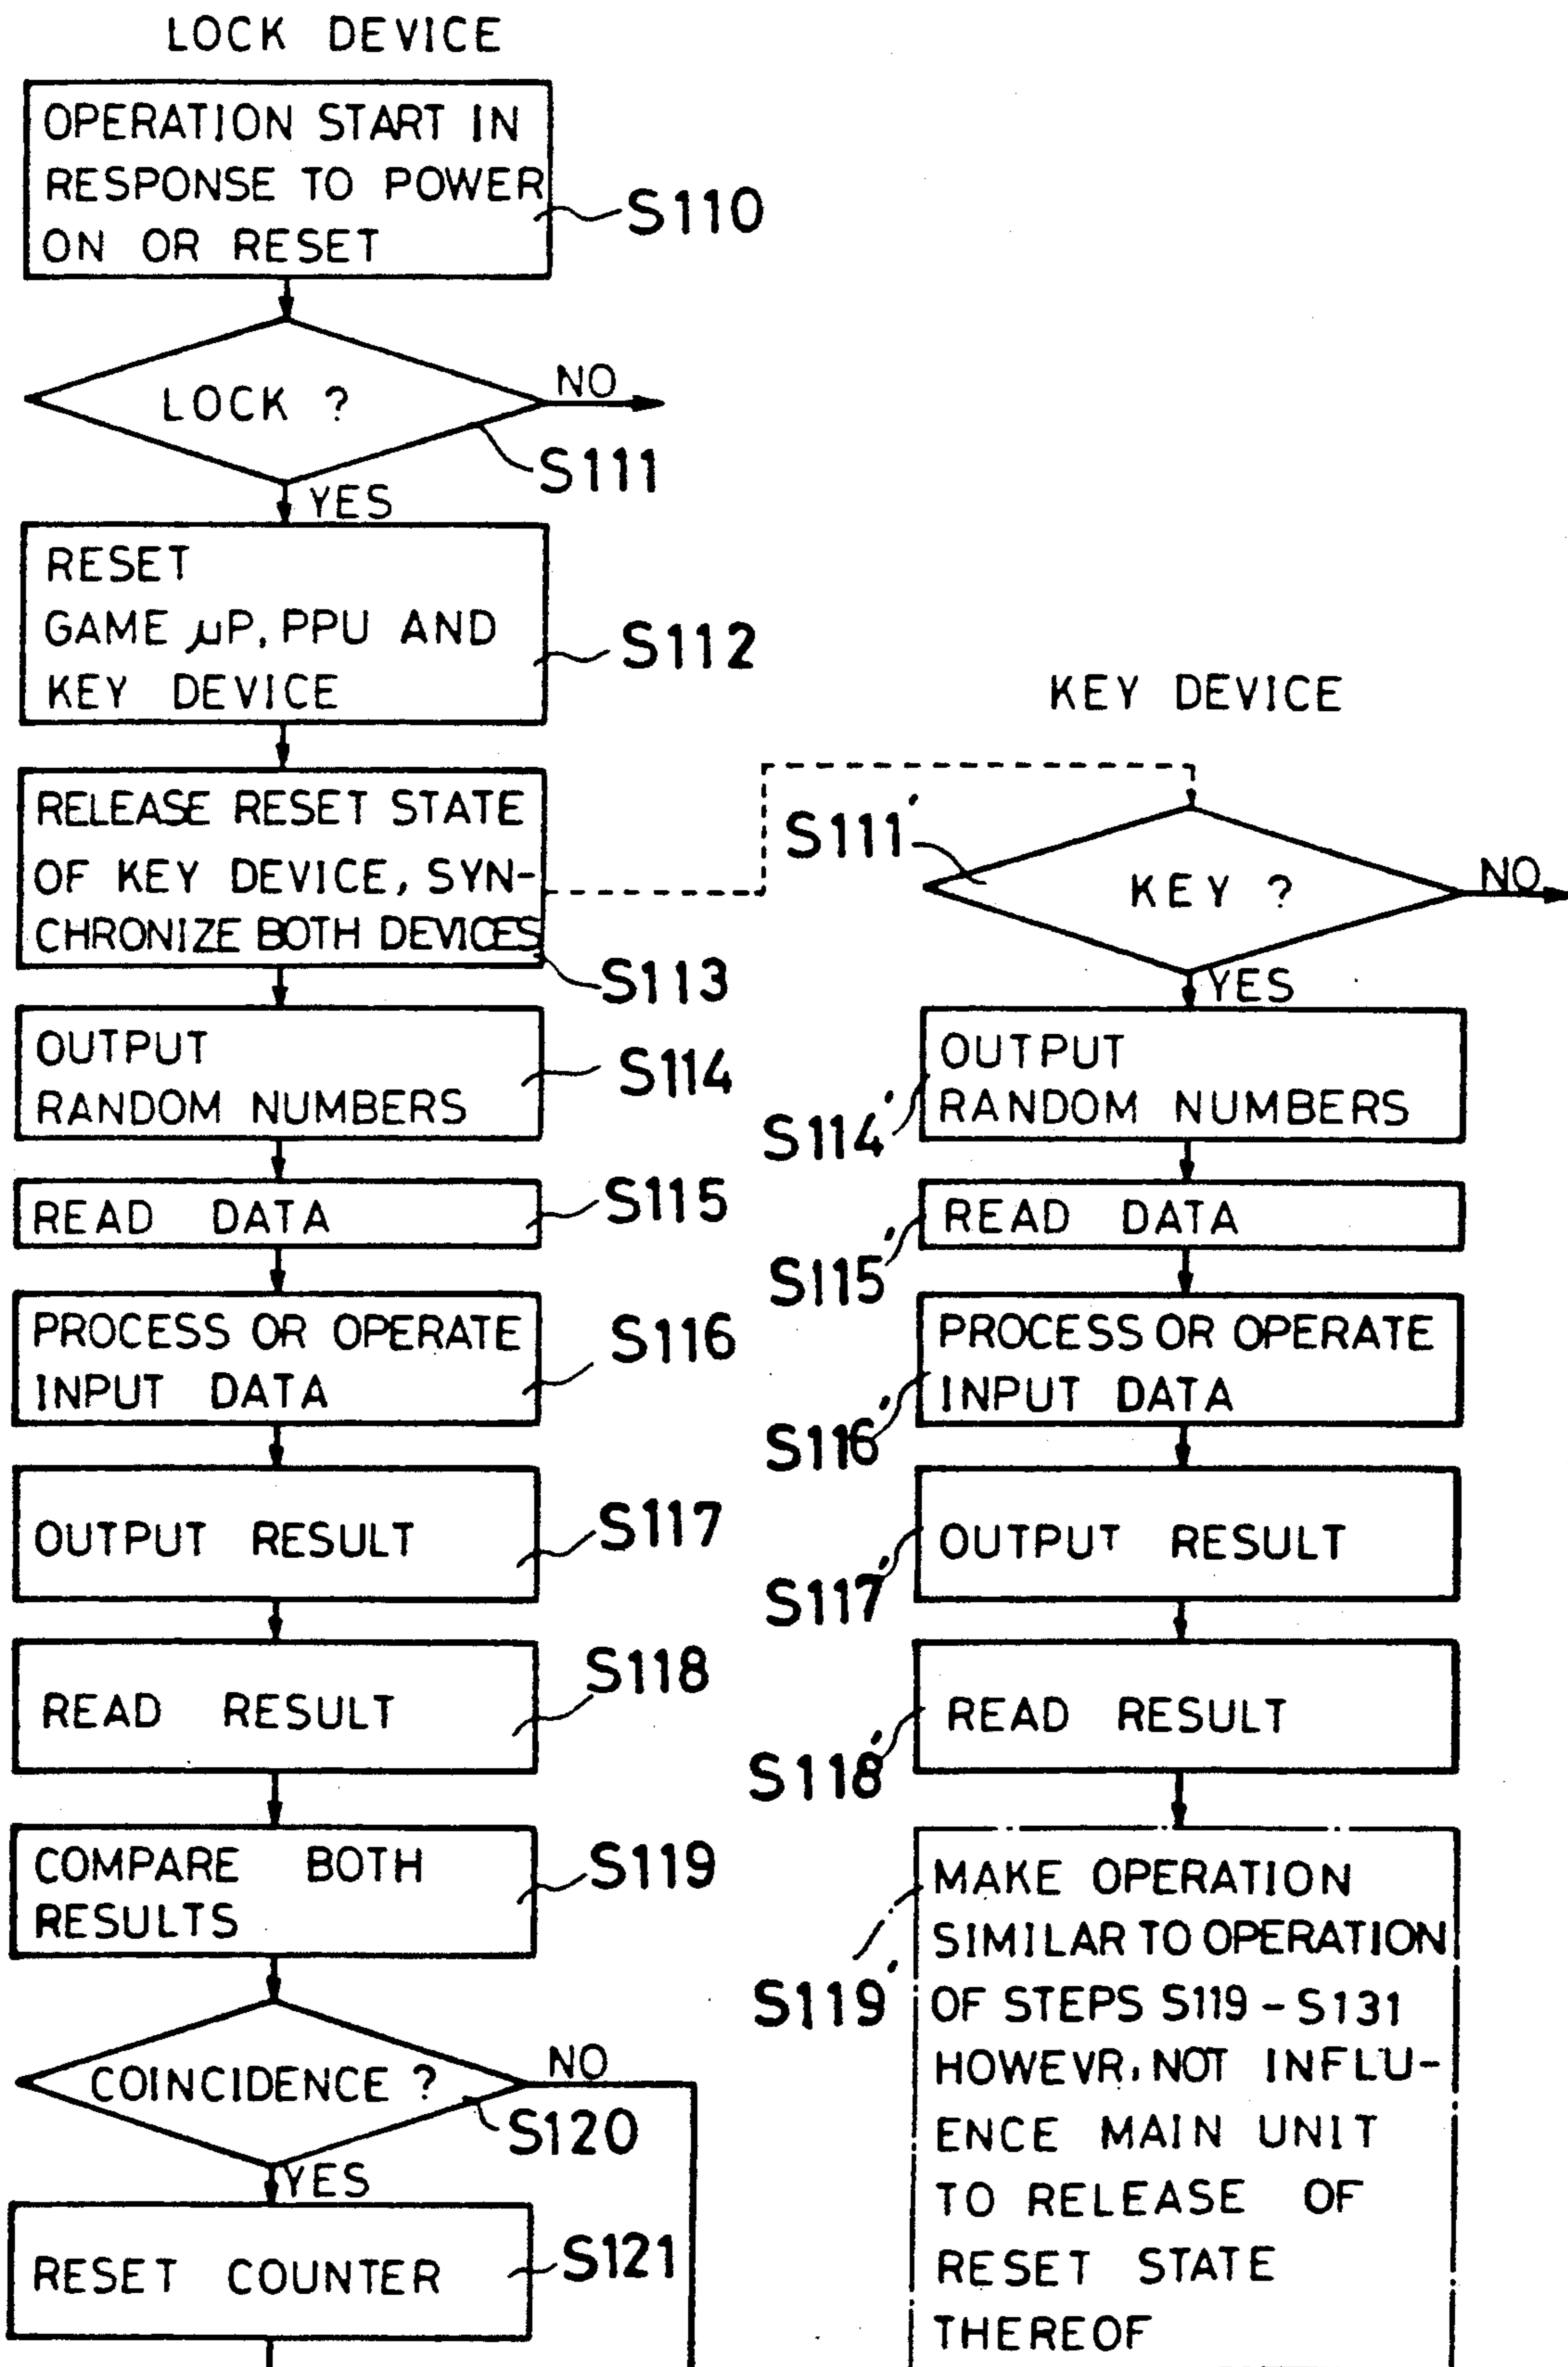 LOCK DEVICE
OPERATION START IN
RESPONSE TO POWER
ON OR RESET
S110
LOCK ?
NO
S111
YES
RESET
GAME µP, PPU AND
KEY DEVICE
S112
RELEASE RESET STATE
OF KEY DEVICE, SYN-
CHRONIZE BOTH DEVICES
S113
OUTPUT
RANDOM NUMBERS
S114
READ DATA
S115
PROCESS OR OPERATE
INPUT DATA
S116
OUTPUT RESULT
S117
READ RESULT
S118
COMPARE BOTH
RESULTS
S119
COINCIDENCE ?
NO
S120
YES
RESET COUNTER
S121
KEY DEVICE
S111'
KEY ?
NO
YES
OUTPUT
RANDOM NUMBERS
S114'
READ DATA
S115'
PROCESS OR OPERATE
INPUT DATA
S116'
OUTPUT RESULT
S117'
READ RESULT
S118'
MAKE OPERATION
SIMILAR TO OPERATION
OF STEPS S119 - S131
HOWEVR, NOT INFLU-
ENCE MAIN UNIT
TO RELEASE OF
RESET STATE
THEREOF
S119'